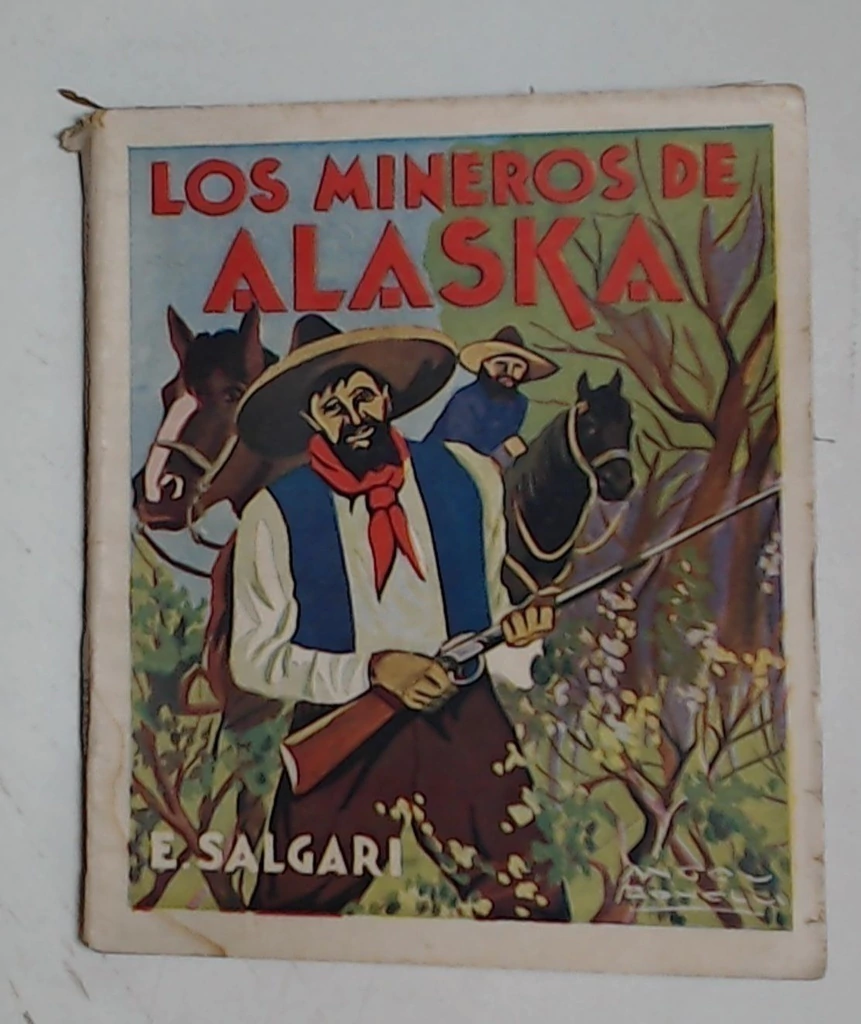 LOS MINEROS DE
ALASKA
E. SALGARI